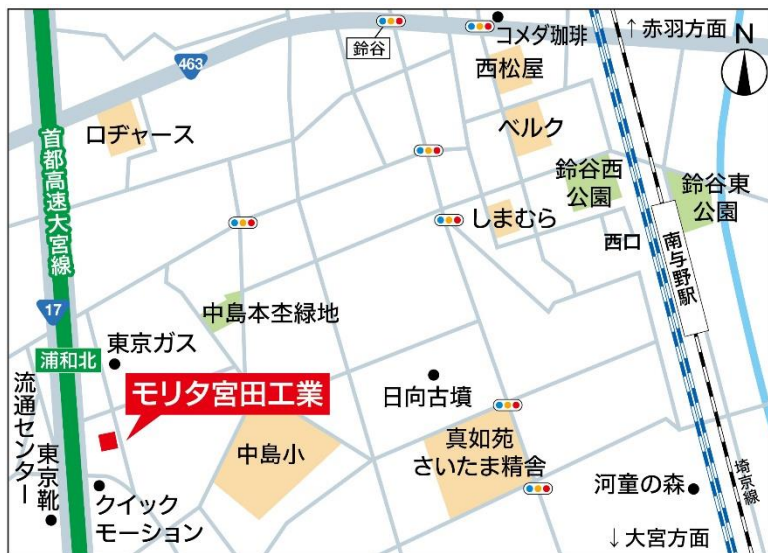 鈴谷
コメダ珈琲
↑赤羽方面
N
463
西松屋
ロヂャース
ベルク
首都高速大宮線
鈴谷西
公園
鈴谷東
公園
しまむら
西口
南与野駅
17
中島本杢緑地
浦和北
東京ガス
モリタ宮田工業
日向古墳
東京靴
流通センター
中島小
真如苑
さいたま精舎
埼京線
クイック
モーション
河童の森
↓大宮方面